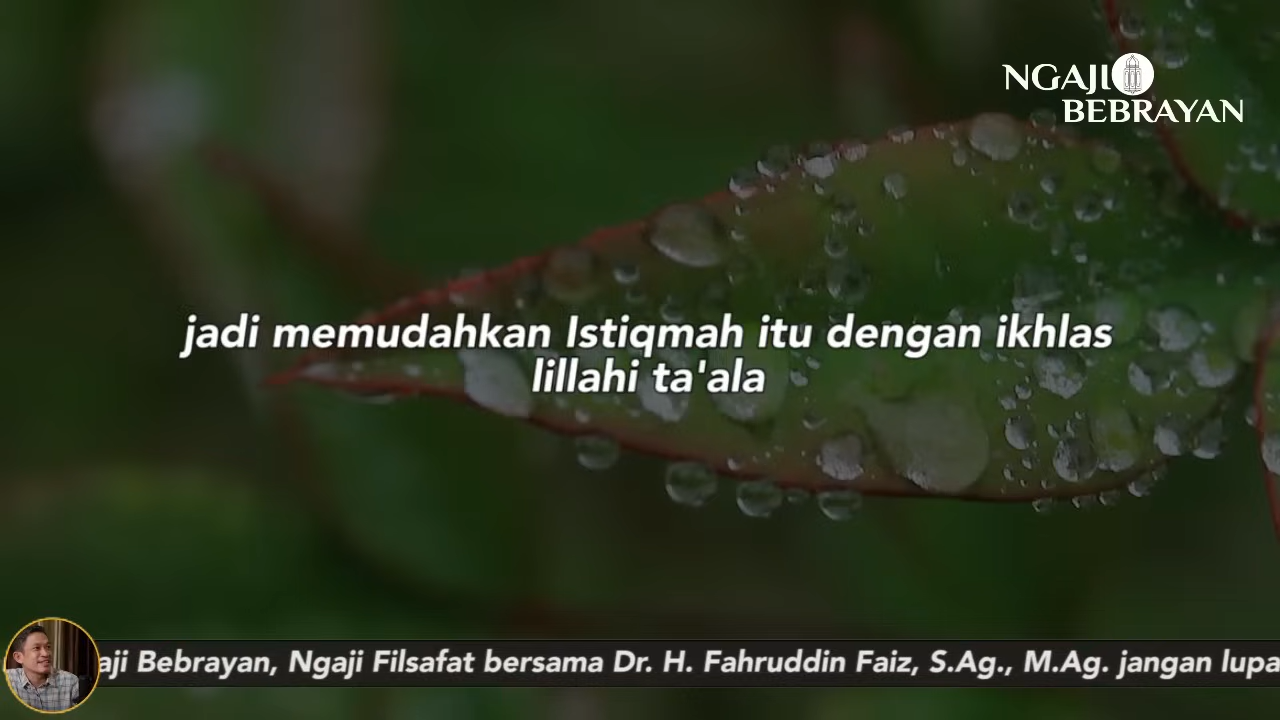 NGAJI
BEBRAYAN
jadi memudahkan Istiqmah itu dengan ikhlas
lillahi ta'ala
aji Bebrayan, Ngaji Filsafat bersama Dr. H. Fahruddin Faiz, S.Ag., M.Ag. jangan lupa